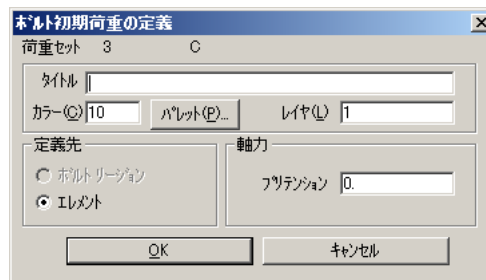 ﾎﾞﾙﾄ初期荷重の定義
荷重ｾｯﾄ 3 C
ﾀｲﾄﾙ
ｶﾗｰ(C) 10 ﾊﾟﾚｯﾄ(P)... ﾚｲﾔ(L) 1
定義先
ﾎﾞﾙﾄ ﾘｰｼﾞｮﾝ
ｴﾚﾒﾝﾄ
軸力
ﾌﾟﾘﾃﾝｼｮﾝ 0.
OK ｷｬﾝｾﾙ